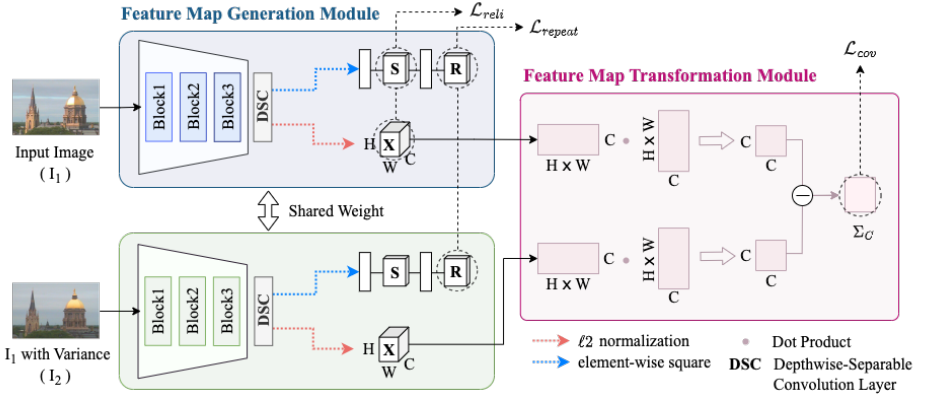 Feature Map Generation Module
ℒreli
ℒrepeat
ℒcov
Feature Map Transformation Module
Block1
Block2
Block3
DSC
S
R
H
X
W
C
Input Image
( I₁ )
H x W
C
H x W
C
C
C
Shared Weight
Σ_C
Block1
Block2
Block3
DSC
S
R
H
X
W
C
I₁ with Variance
( I₂ )
H x W
C
H x W
C
C
C
ℓ2 normalization
element-wise square
Dot Product
DSC Depthwise-Separable
Convolution Layer